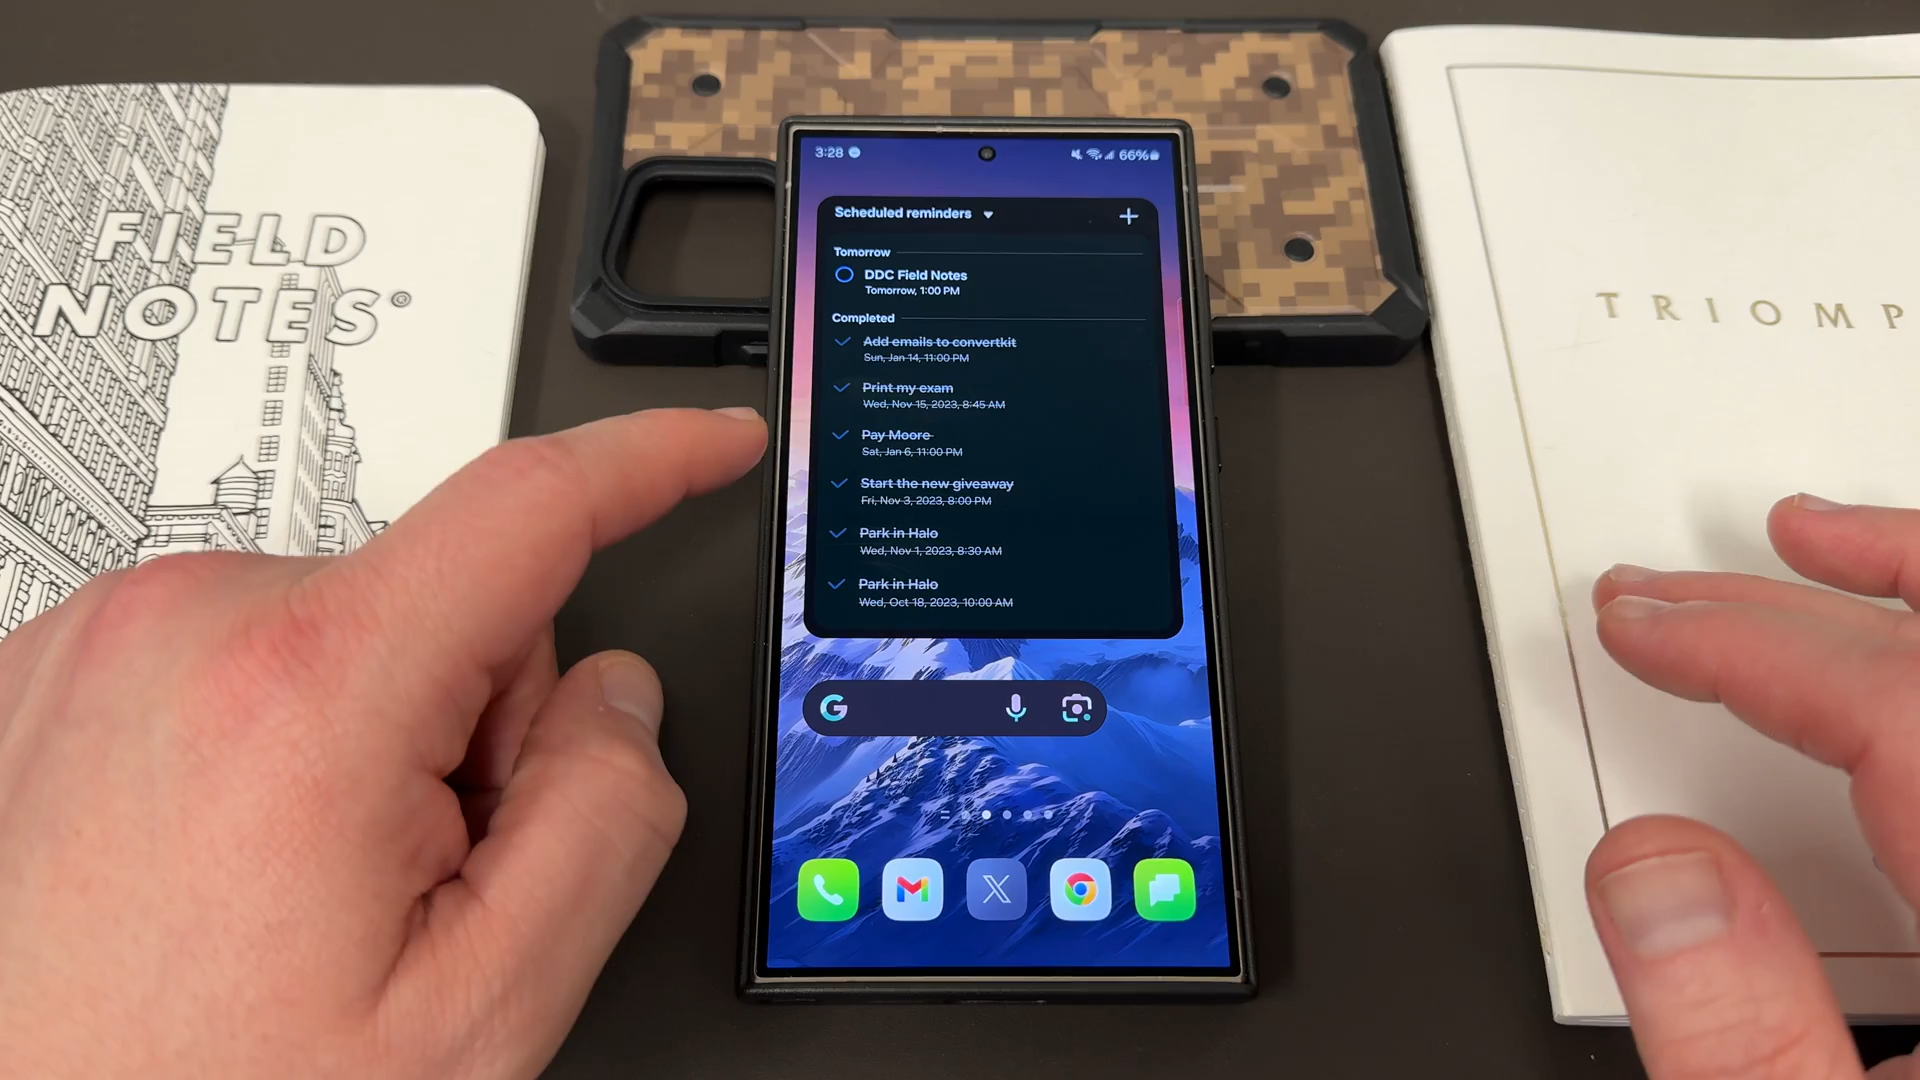 FIELD
NOTES®
TRIOMP
3:28
66%
Scheduled reminders
Tomorrow
DDC Field Notes
Tomorrow, 1:00 PM
Completed
Add emails to convertkit
Sun, Jan 14, 11:00 PM
Print my exam
Wed, Nov 15, 2023, 8:45 AM
Pay Moore
Sat, Jan 6, 11:00 PM
Start the new giveaway
Fri, Nov 3, 2023, 8:00 PM
Park in Halo
Wed, Nov 1, 2023, 8:30 AM
Park in Halo
Wed, Oct 18, 2023, 10:00 AM